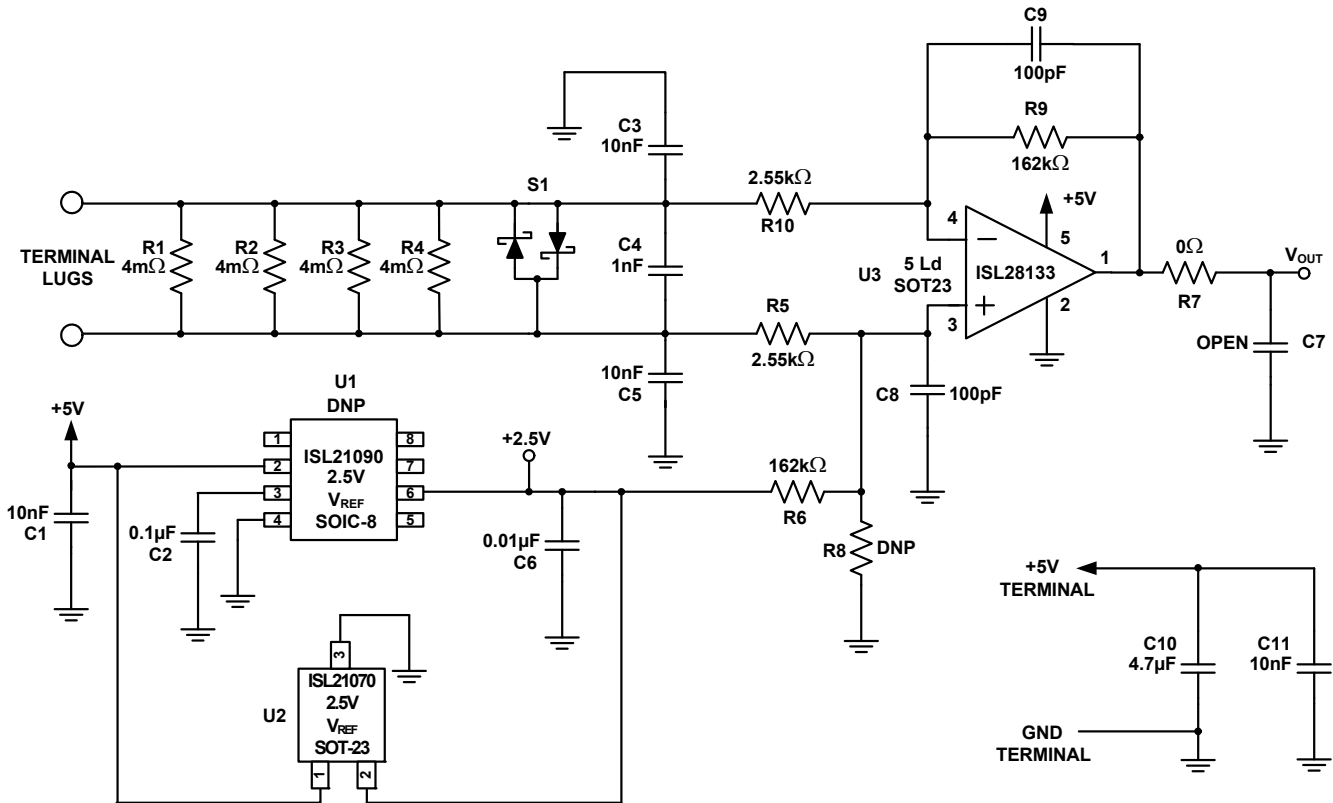 C9
100pF
R9
162kΩ
C3
10nF
S1
2.55kΩ
R10
+5V
4
5
TERMINAL
LUGS
R1
4mΩ
R2
4mΩ
R3
4mΩ
R4
4mΩ
C4
1nF
U3
5 Ld
SOT23
ISL28133
1
0Ω
R7
VOUT
3
2
R5
2.55kΩ
OPEN
C7
10nF
C5
C8
100pF
U1
DNP
+5V
+2.5V
1
8
ISL21090
2
7
2.5V
3
6
VREF
4
5
SOIC-8
10nF
C1
0.1µF
C2
0.01µF
C6
162kΩ
R6
R8
DNP
+5V
TERMINAL
C10
4.7µF
C11
10nF
GND
TERMINAL
3
ISL21070
2.5V
U2
VREF
SOT-23
1
2